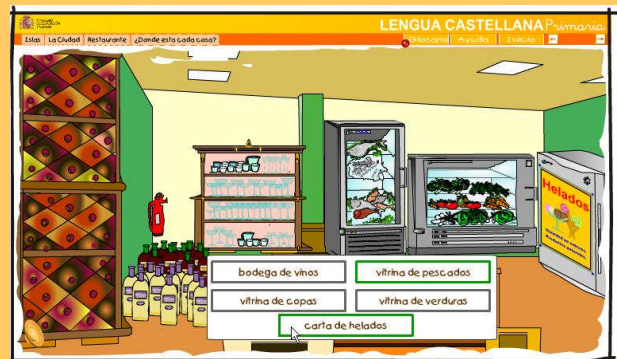 LENGUA CASTELLANA Primaria
Islas La Ciudad Restaurante ¿Donde esta cada cosa?
Glosario Ayuda Inicio
Helados
bodega de vinos
vitrina de pescados
vitrina de copas
vitrina de verduras
carta de helados